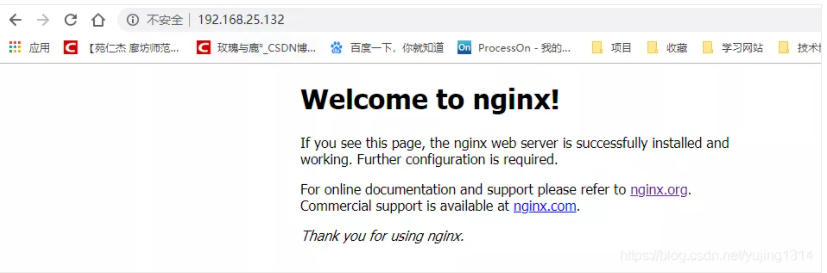 不安全 192.168.25.132
应用 【苑仁杰 廊坊师范... 玫瑰与鹿°_CSDN博... 百度一下，你就知道 On ProcessOn - 我的... 项目 收藏 学习网站 技术博
Welcome to nginx!
If you see this page, the nginx web server is successfully installed and
working. Further configuration is required.
For online documentation and support please refer to nginx.org.
Commercial support is available at nginx.com.
Thank you for using nginx.
https://blog.csdn.net/yujing1314